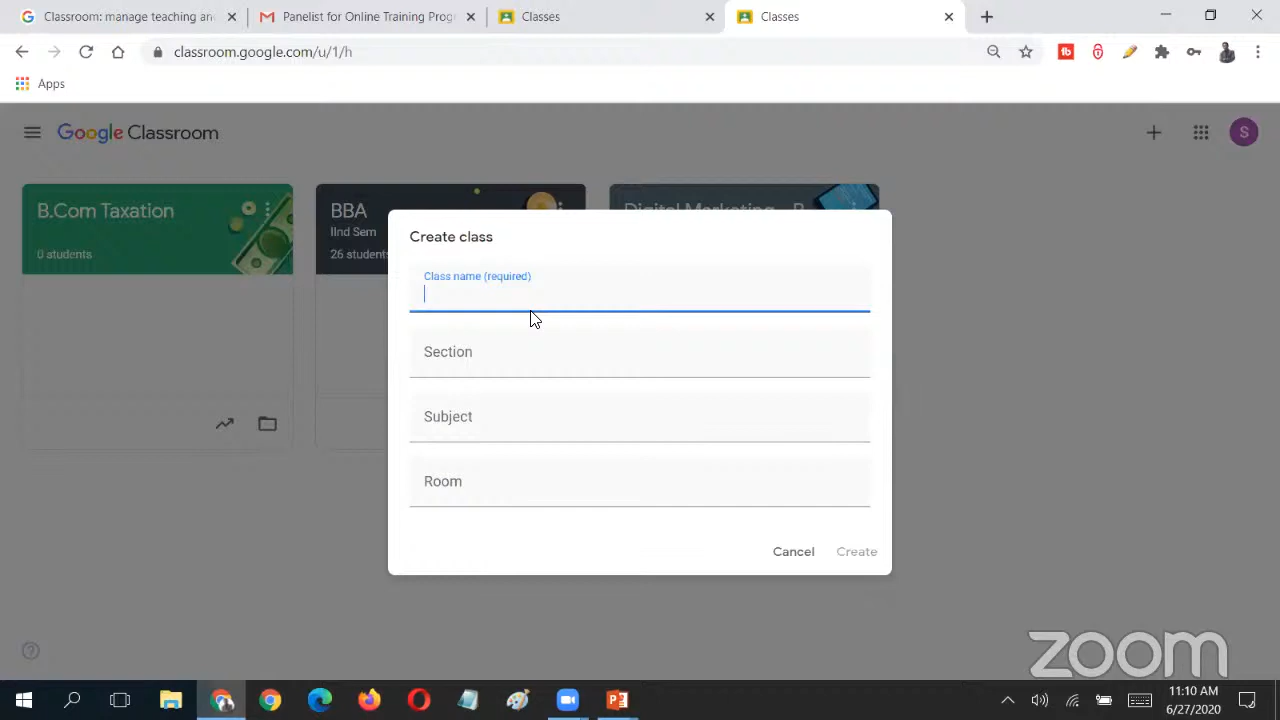 Classroom: manage teaching an
Panelist for Online Training Prog
Classes
Classes
classroom.google.com/u/1/h
Apps
Google Classroom
S
B.Com Taxation
0 students
BBA
IInd Sem
26 students
Digital Marketing - B
Create class
Class name (required)
Section
Subject
Room
Cancel
Create
zoom
11:10 AM
6/27/2020